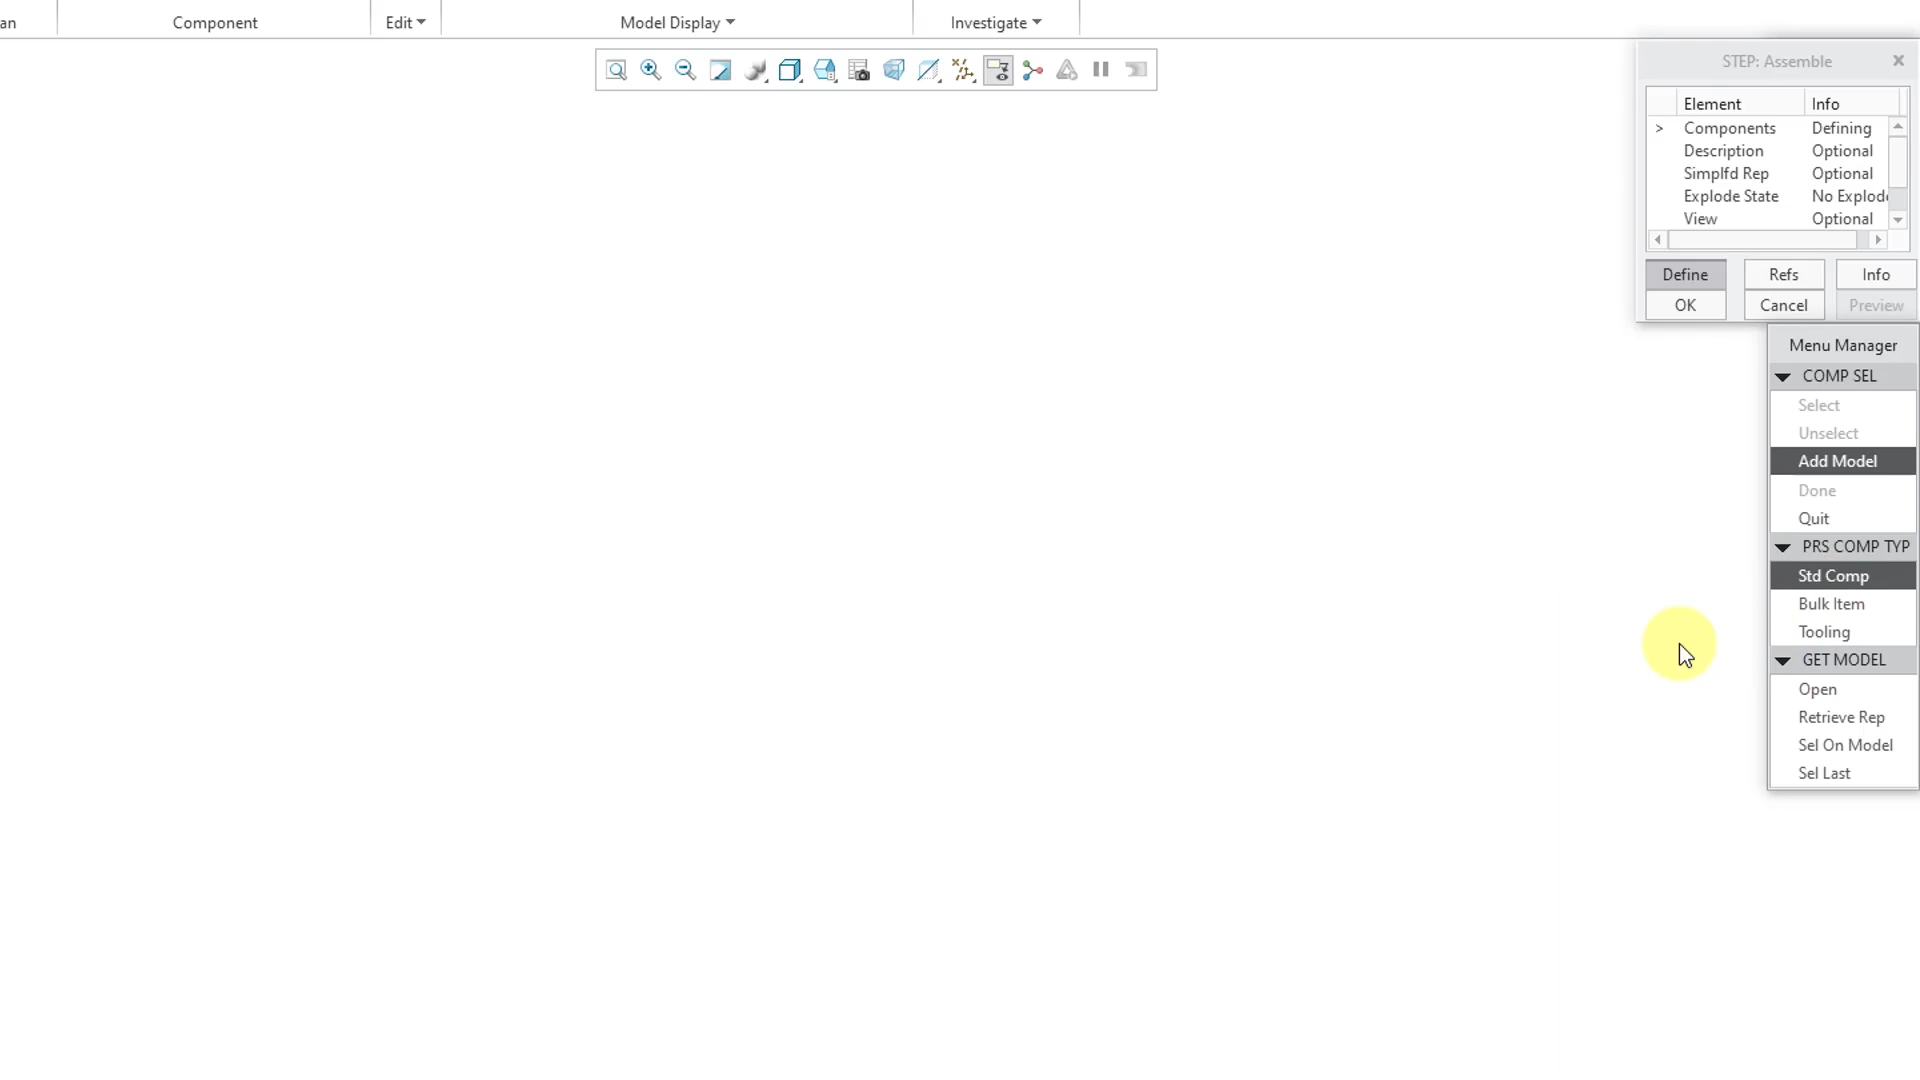 an Component Edit Model Display Investigate
STEP: Assemble
Element Info
> Components Defining
Description Optional
Simplfd Rep Optional
Explode State No Explod
View Optional
Define Refs Info
OK Cancel Preview
Menu Manager
COMP SEL
Select
Unselect
Add Model
Done
Quit
PRS COMP TYP
Std Comp
Bulk Item
Tooling
GET MODEL
Open
Retrieve Rep
Sel On Model
Sel Last